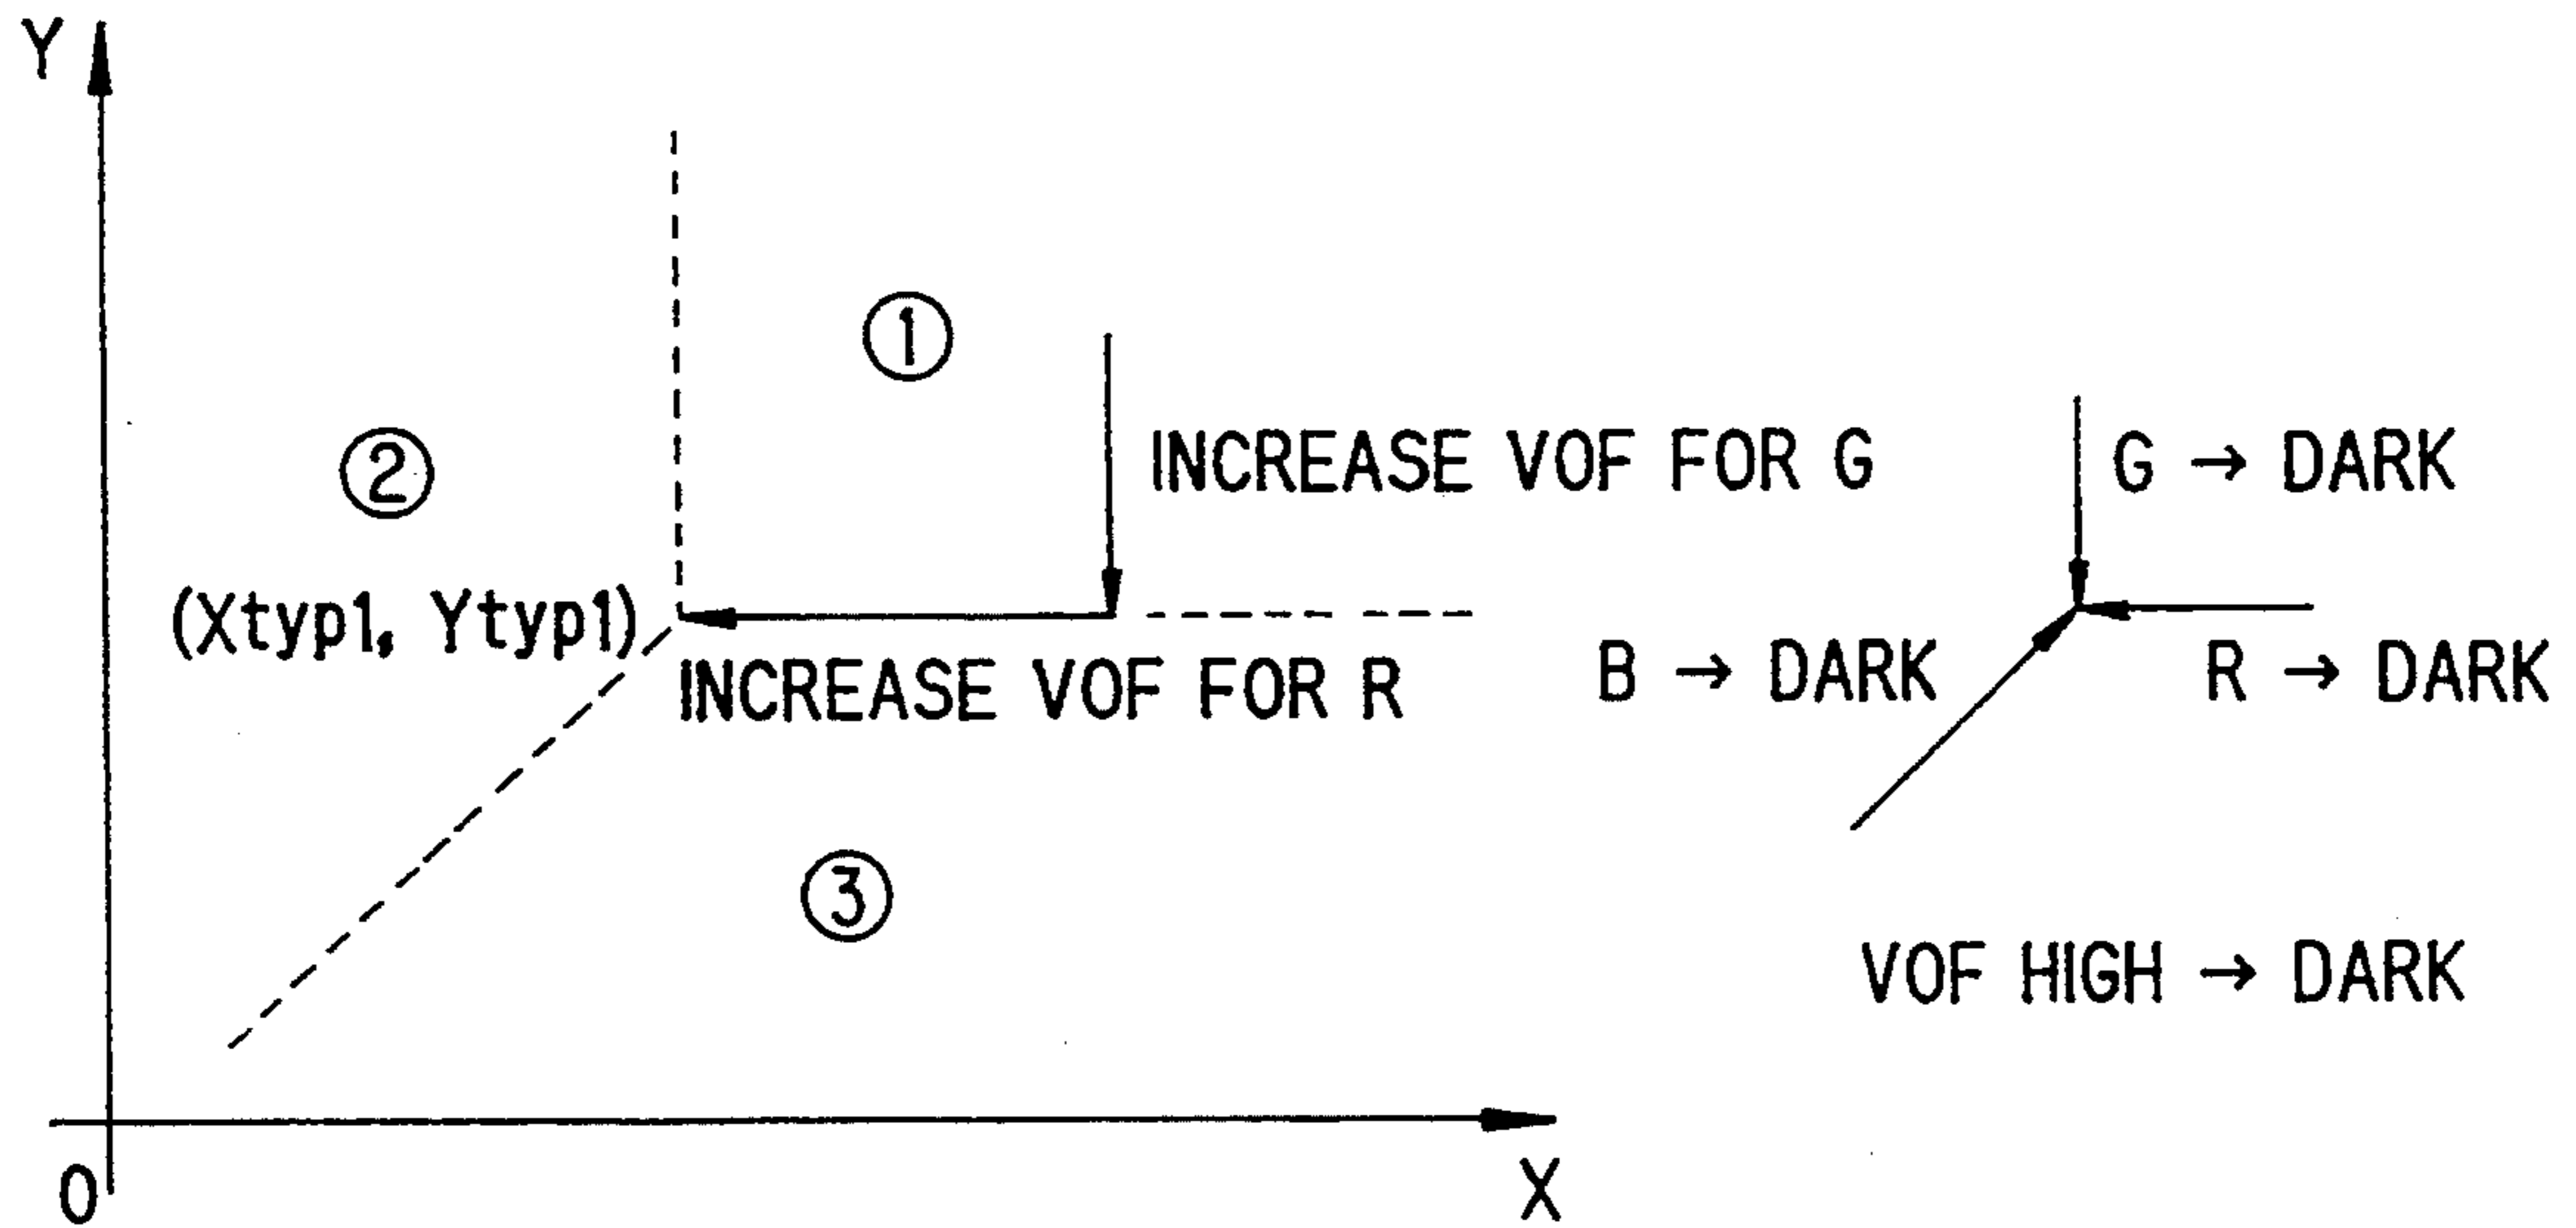 Y
①
②
INCREASE VOF FOR G
G → DARK
(Xtyp1, Ytyp1)
INCREASE VOF FOR R
B → DARK
R → DARK
③
VOF HIGH → DARK
0
X